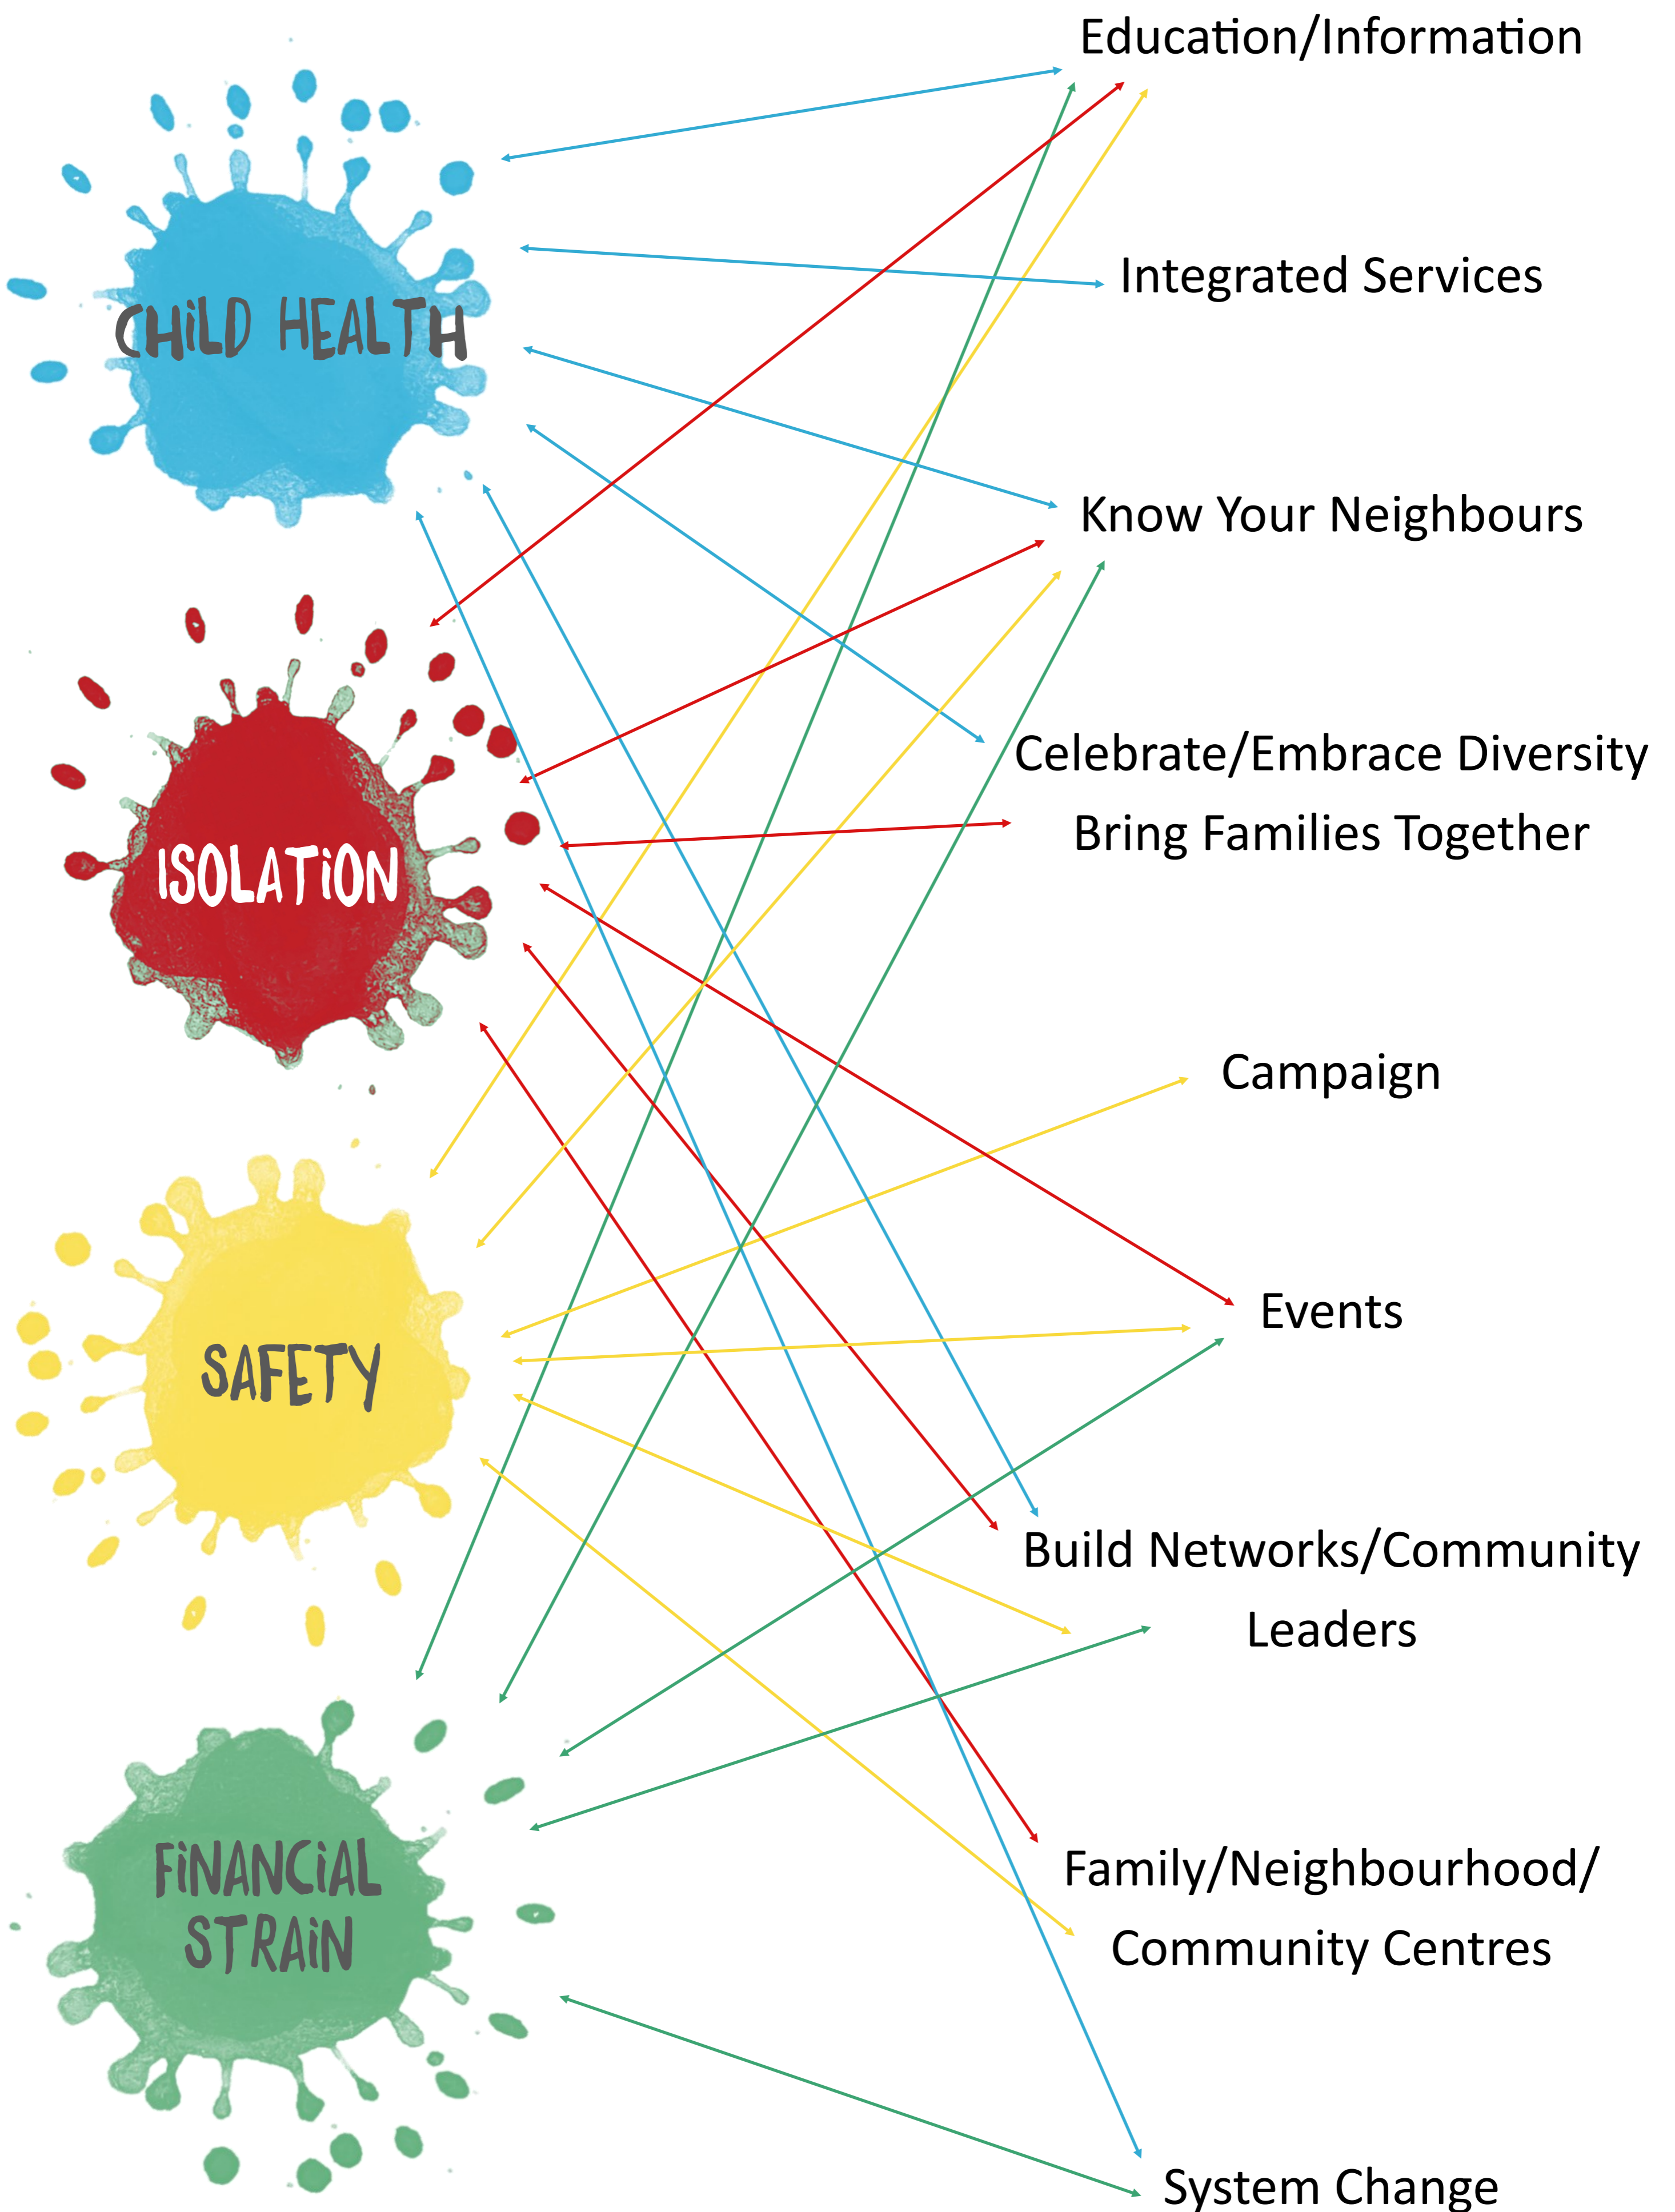 Education/Information
Integrated Services
CHiLD HEALTH
Know Your Neighbours
Celebrate/Embrace Diversity
Bring Families Together
ISOLATiON
Campaign
Events
SAFETY
Build Networks/Community
Leaders
Family/Neighbourhood/
Community Centres
FiNANCiAL
STRAiN
System Change